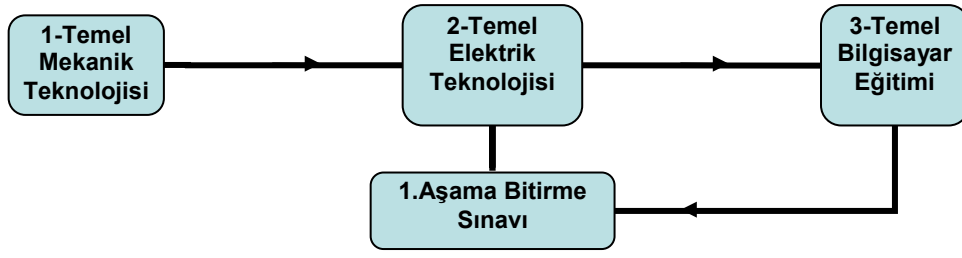 1-Temel
Mekanik
Teknolojisi
2-Temel
Elektrik
Teknolojisi
3-Temel
Bilgisayar
Eğitimi
1.Aşama Bitirme
Sınavı